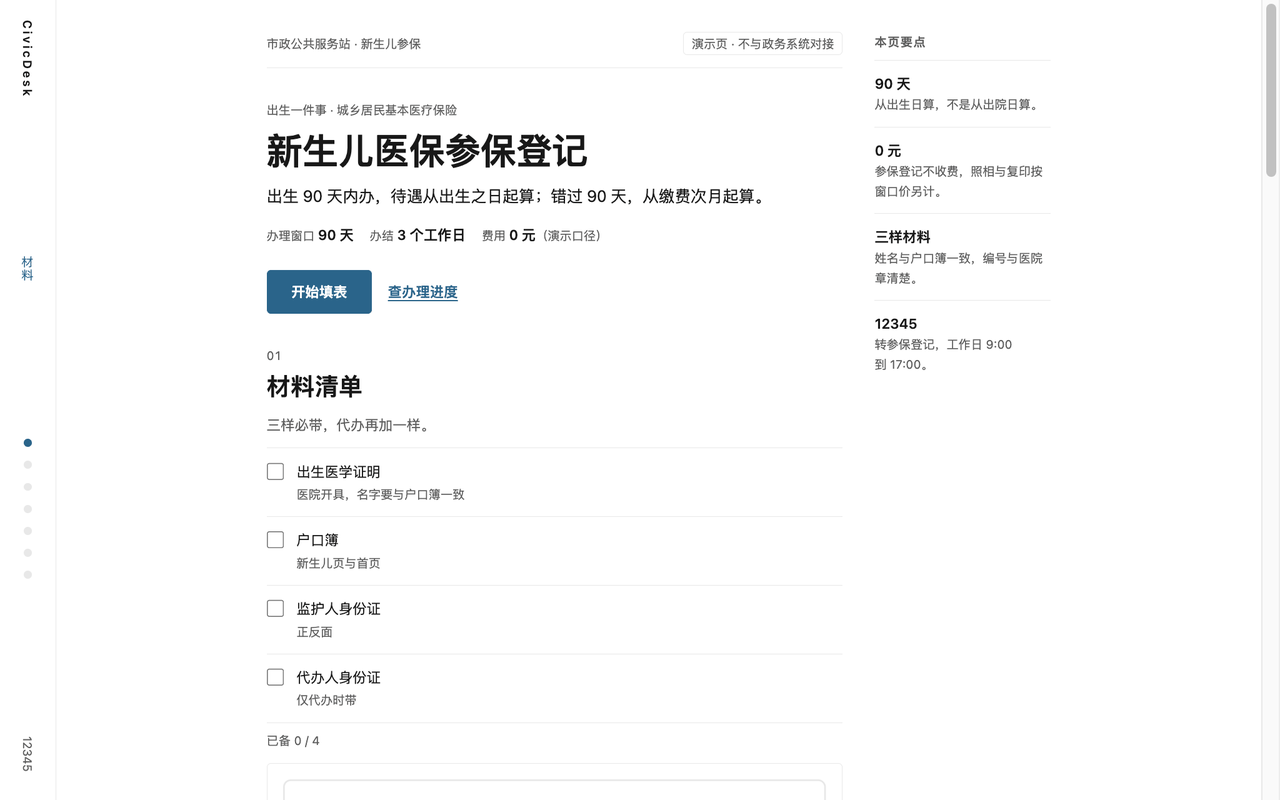 CivicDesk
材料
12345
市政公共服务站 · 新生儿参保
演示页 · 不与政务系统对接
出生一件事 · 城乡居民基本医疗保险
新生儿医保参保登记
出生 90 天内办，待遇从出生之日起算；错过 90 天，从缴费次月起算。
办理窗口 90 天 办结 3 个工作日 费用 0 元（演示口径）
开始填表
查办理进度
01
材料清单
三样必带，代办再加一样。
出生医学证明
医院开具，名字要与户口簿一致
户口簿
新生儿页与首页
监护人身份证
正反面
代办人身份证
仅代办时带
已备 0 / 4
本页要点
90 天
从出生日算，不是从出院日算。
0 元
参保登记不收费，照相与复印按
窗口价另计。
三样材料
姓名与户口簿一致，编号与医院
章清楚。
12345
转参保登记，工作日 9:00
到 17:00。